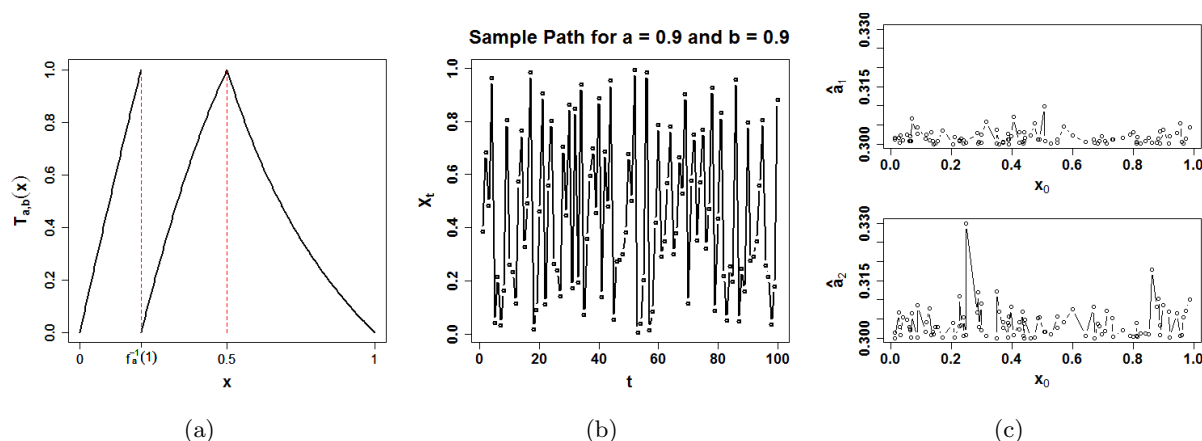 T_{a,b}(x)
1.0
0.8
0.6
0.4
0.2
0.0
0 f_a^{-1}(1) 0.5 1
x
(a)
Sample Path for a = 0.9 and b = 0.9
X_t
1.0
0.8
0.6
0.4
0.2
0.0
0 20 40 60 80 100
t
(b)
â_1
0.330
0.315
0.300
0.0 0.2 0.4 0.6 0.8 1.0
x_0
â_2
0.330
0.315
0.300
0.0 0.2 0.4 0.6 0.8 1.0
x_0
(c)